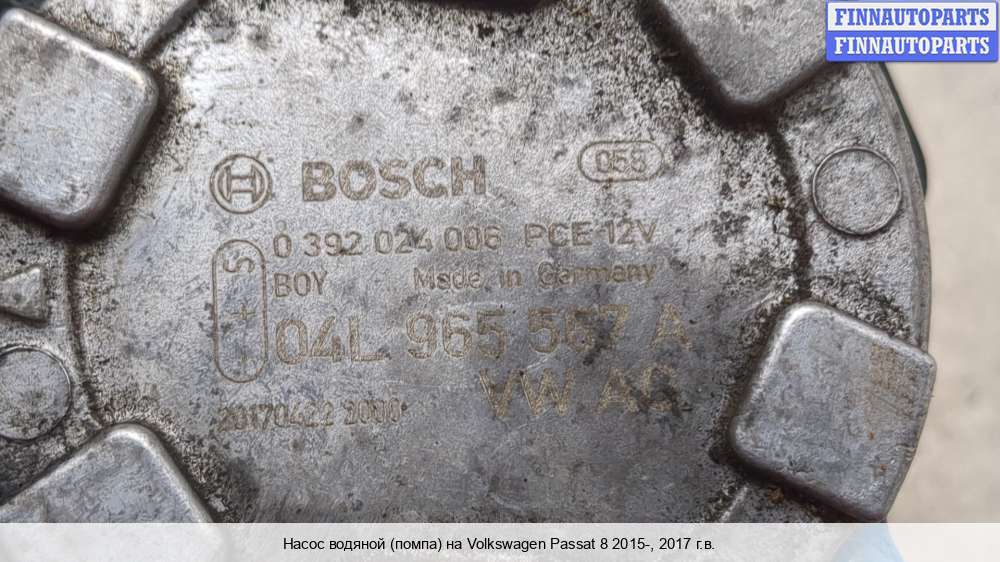 FINNAUTOPARTS
FINNAUTOPARTS
BOSCH 055
0 392 024 006 PCE 12V
BOY Made in Germany
S + -
04L 965 567 A
VW AG
20170422 2000
Насос водяной (помпа) на Volkswagen Passat 8 2015-, 2017 г.в.